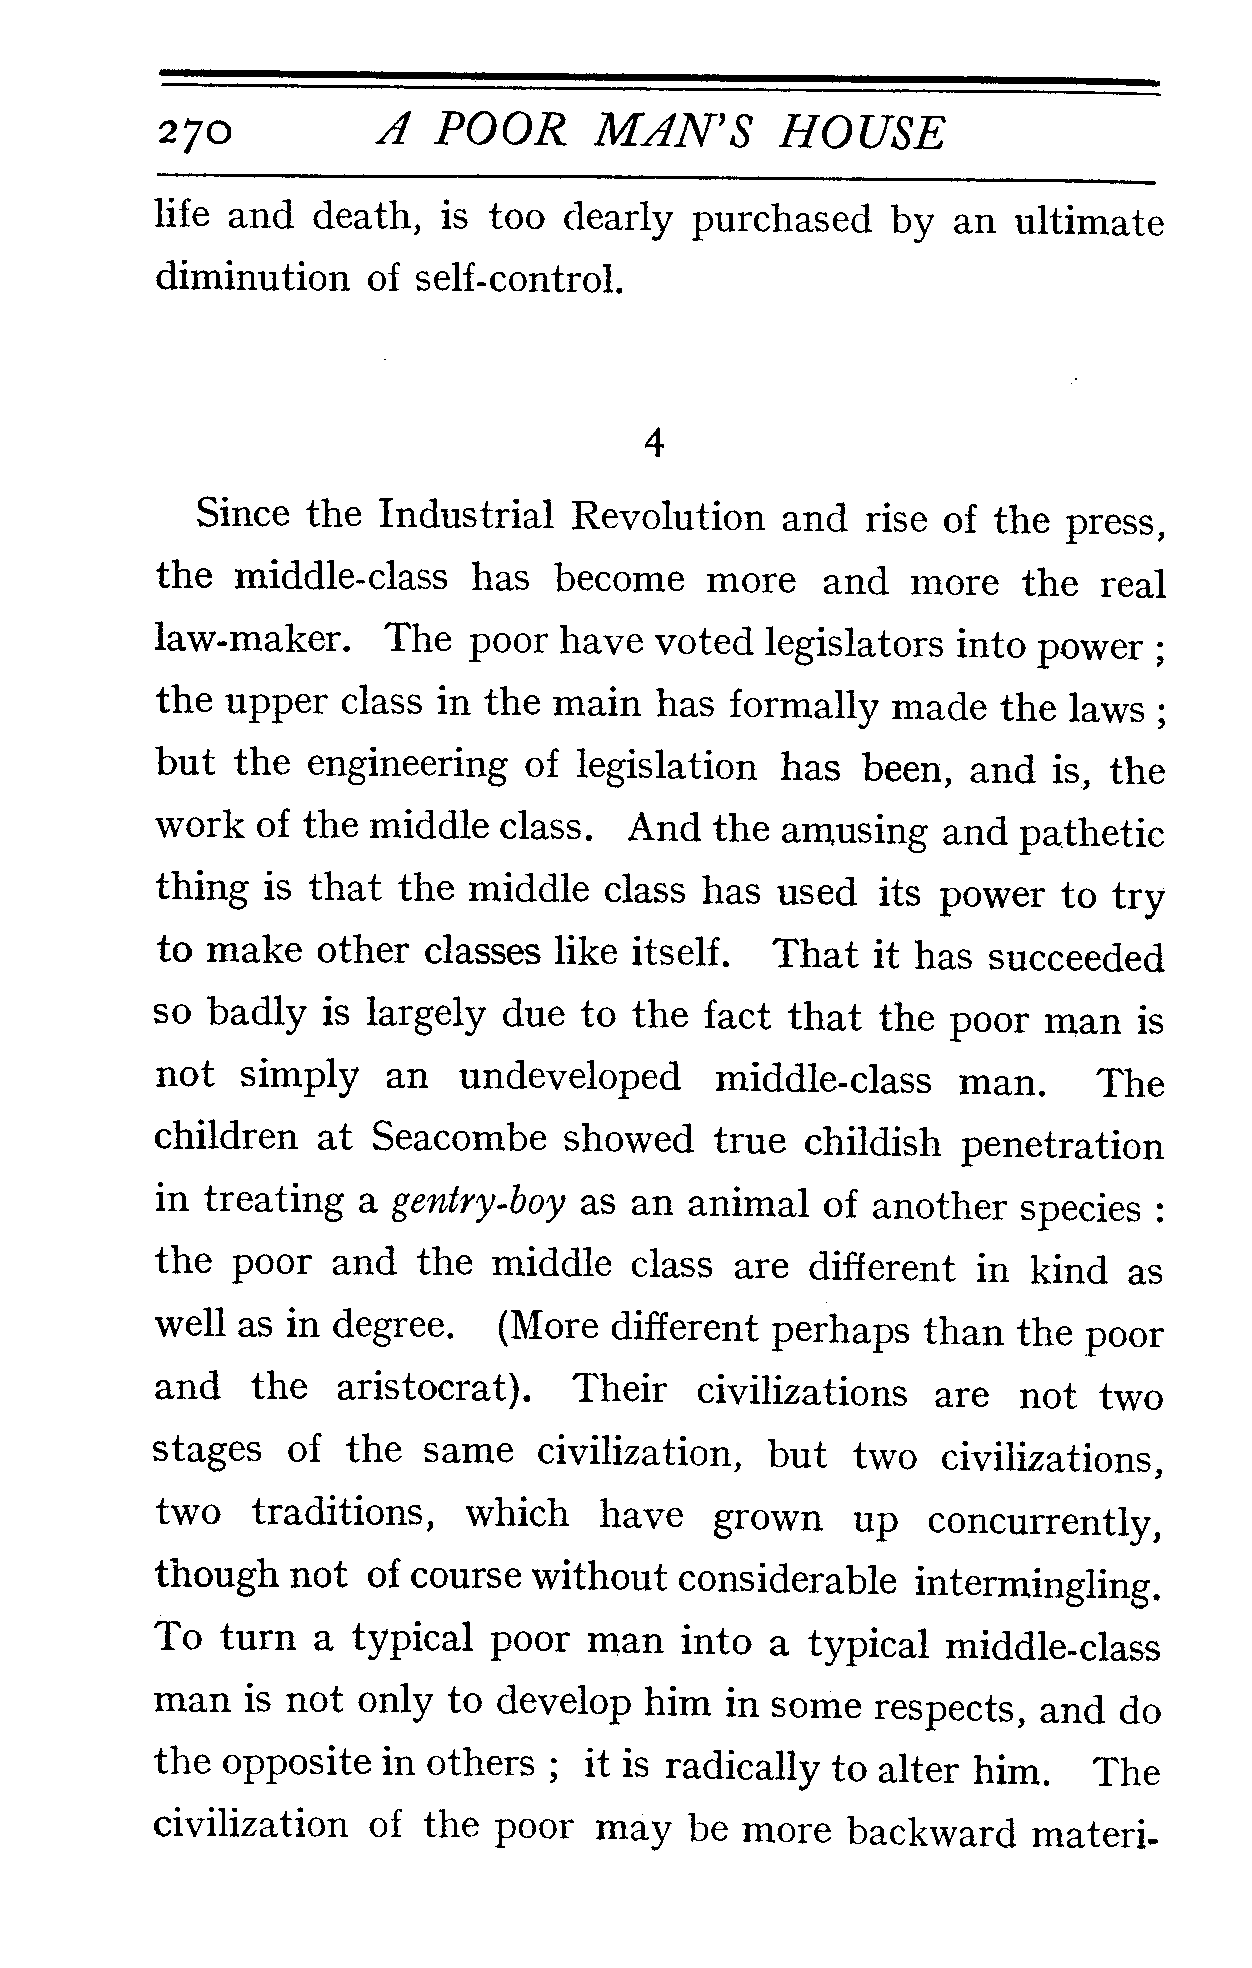 270 A POOR MAN'S HOUSE
life and death, is too dearly purchased by an ultimate
diminution of self-control.
4
Since the Industrial Revolution and rise of the press,
the middle-class has become more and more the real
law-maker. The poor have voted legislators into power ;
the upper class in the main has formally made the laws ;
but the engineering of legislation has been, and is, the
work of the middle class. And the amusing and pathetic
thing is that the middle class has used its power to try
to make other classes like itself. That it has succeeded
so badly is largely due to the fact that the poor man is
not simply an undeveloped middle-class man. The
children at Seacombe showed true childish penetration
in treating a gentry-boy as an animal of another species :
the poor and the middle class are different in kind as
well as in degree. (More different perhaps than the poor
and the aristocrat). Their civilizations are not two
stages of the same civilization, but two civilizations,
two traditions, which have grown up concurrently,
though not of course without considerable intermingling.
To turn a typical poor man into a typical middle-class
man is not only to develop him in some respects, and do
the opposite in others ; it is radically to alter him. The
civilization of the poor may be more backward materi-